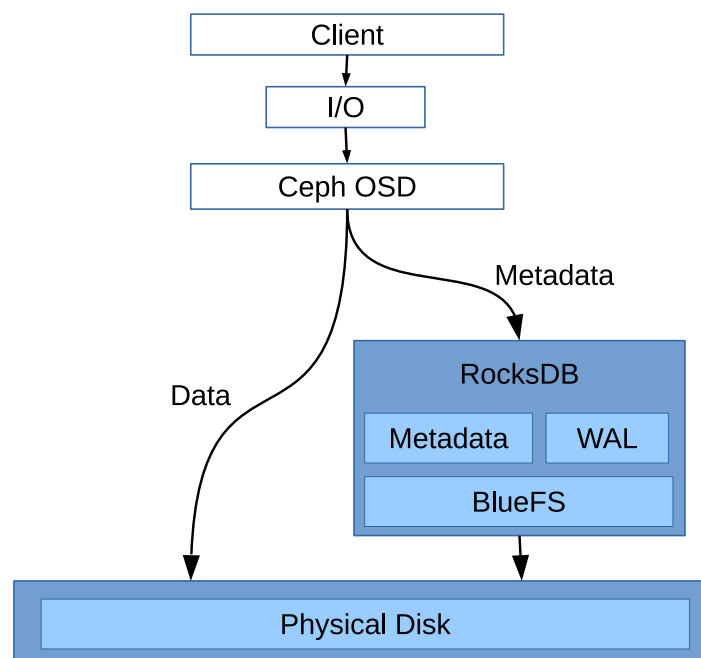 Client
I/O
Ceph OSD
Metadata
Data
RocksDB
Metadata
WAL
BlueFS
Physical Disk